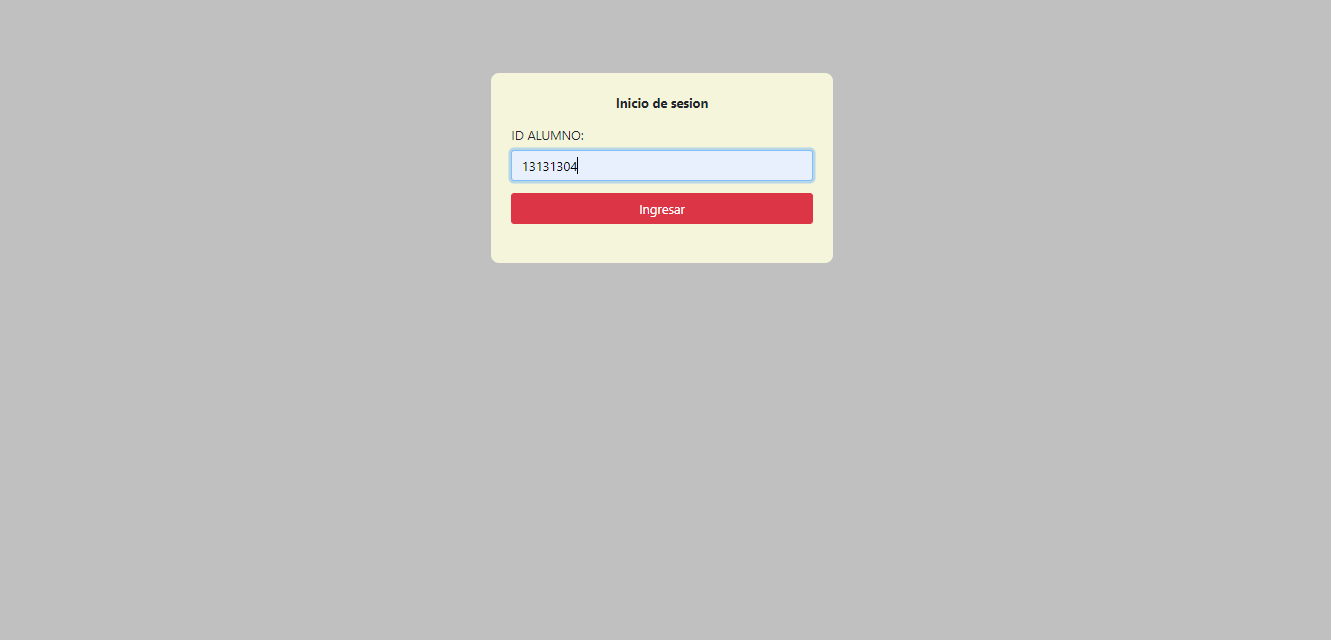 Inicio de sesion
ID ALUMNO:
13131304
Ingresar